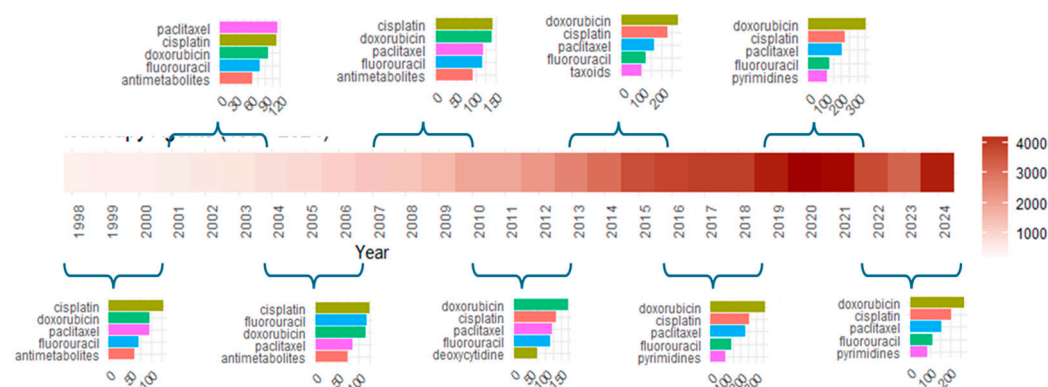 paclitaxel
cisplatin
doxorubicin
fluorouracil
antimetabolites
0 30 60 90 120
cisplatin
doxorubicin
paclitaxel
fluorouracil
antimetabolites
0 50 100 150
doxorubicin
cisplatin
paclitaxel
fluorouracil
taxoids
0 100 200
doxorubicin
cisplatin
paclitaxel
fluorouracil
pyrimidines
0 100 200 300
4000
3000
2000
1000
1998 1999 2000 2001 2002 2003 2004 2005 2006 2007 2008 2009 2010 2011 2012 2013 2014 2015 2016 2017 2018 2019 2020 2021 2022 2023 2024
Year
cisplatin
doxorubicin
paclitaxel
fluorouracil
antimetabolites
0 50 100
cisplatin
fluorouracil
doxorubicin
paclitaxel
antimetabolites
0 50 100
doxorubicin
cisplatin
paclitaxel
fluorouracil
deoxycytidine
0 50 100 150
doxorubicin
cisplatin
paclitaxel
fluorouracil
pyrimidines
doxorubicin
cisplatin
paclitaxel
fluorouracil
pyrimidines
0 100 200